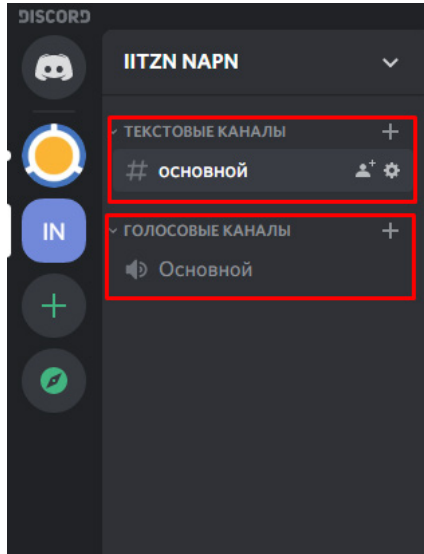 DISCORD
IITZN NAPN
ТЕКСТОВЫЕ КАНАЛЫ
# основной
IN
ГОЛОСОВЫЕ КАНАЛЫ
Основной